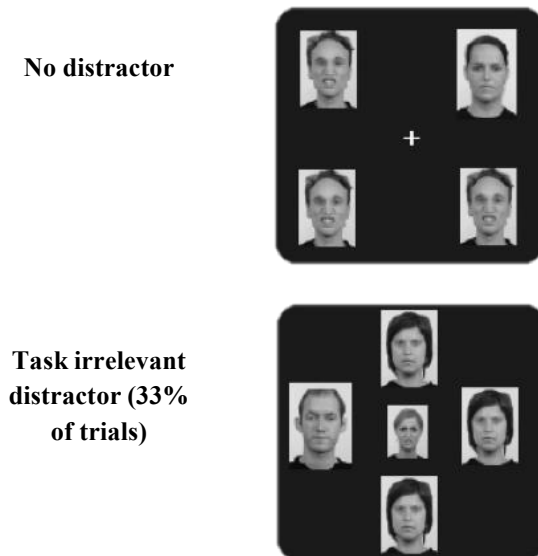 No distractor
Task irrelevant
distractor (33%
of trials)